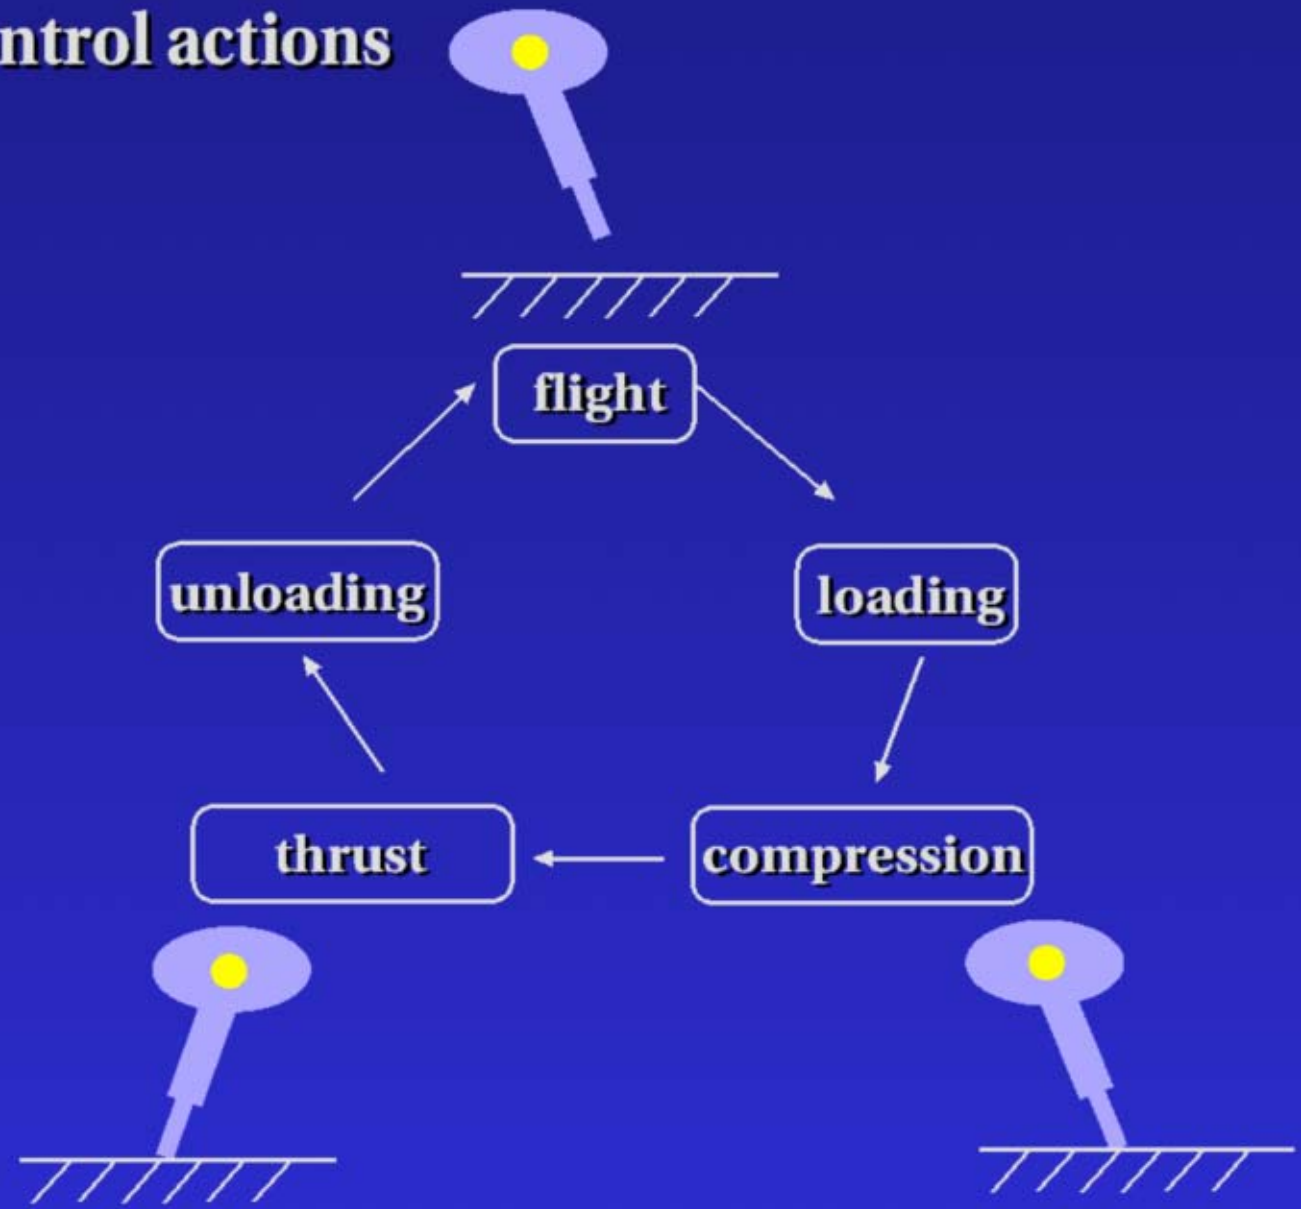 ntrol actions
flight
unloading
loading
thrust
compression